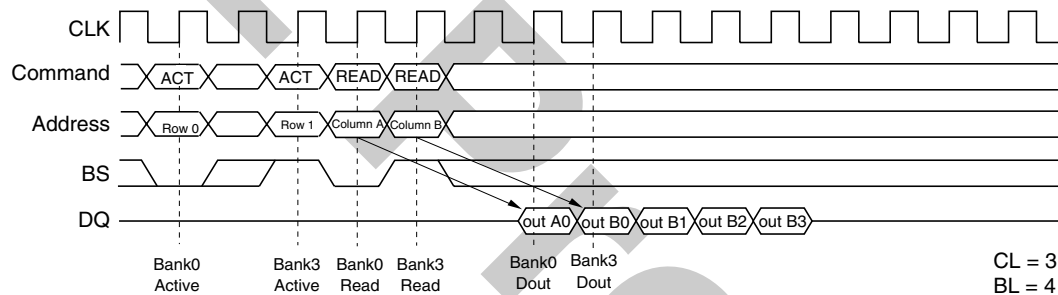 CLK
Command ACT ACT READ READ
Address Row 0 Row 1 Column A Column B
BS
DQ out A0 out B0 out B1 out B2 out B3
Bank0 Active
Bank3 Active
Bank0 Read
Bank3 Read
Bank0 Dout
Bank3 Dout
CL = 3
BL = 4